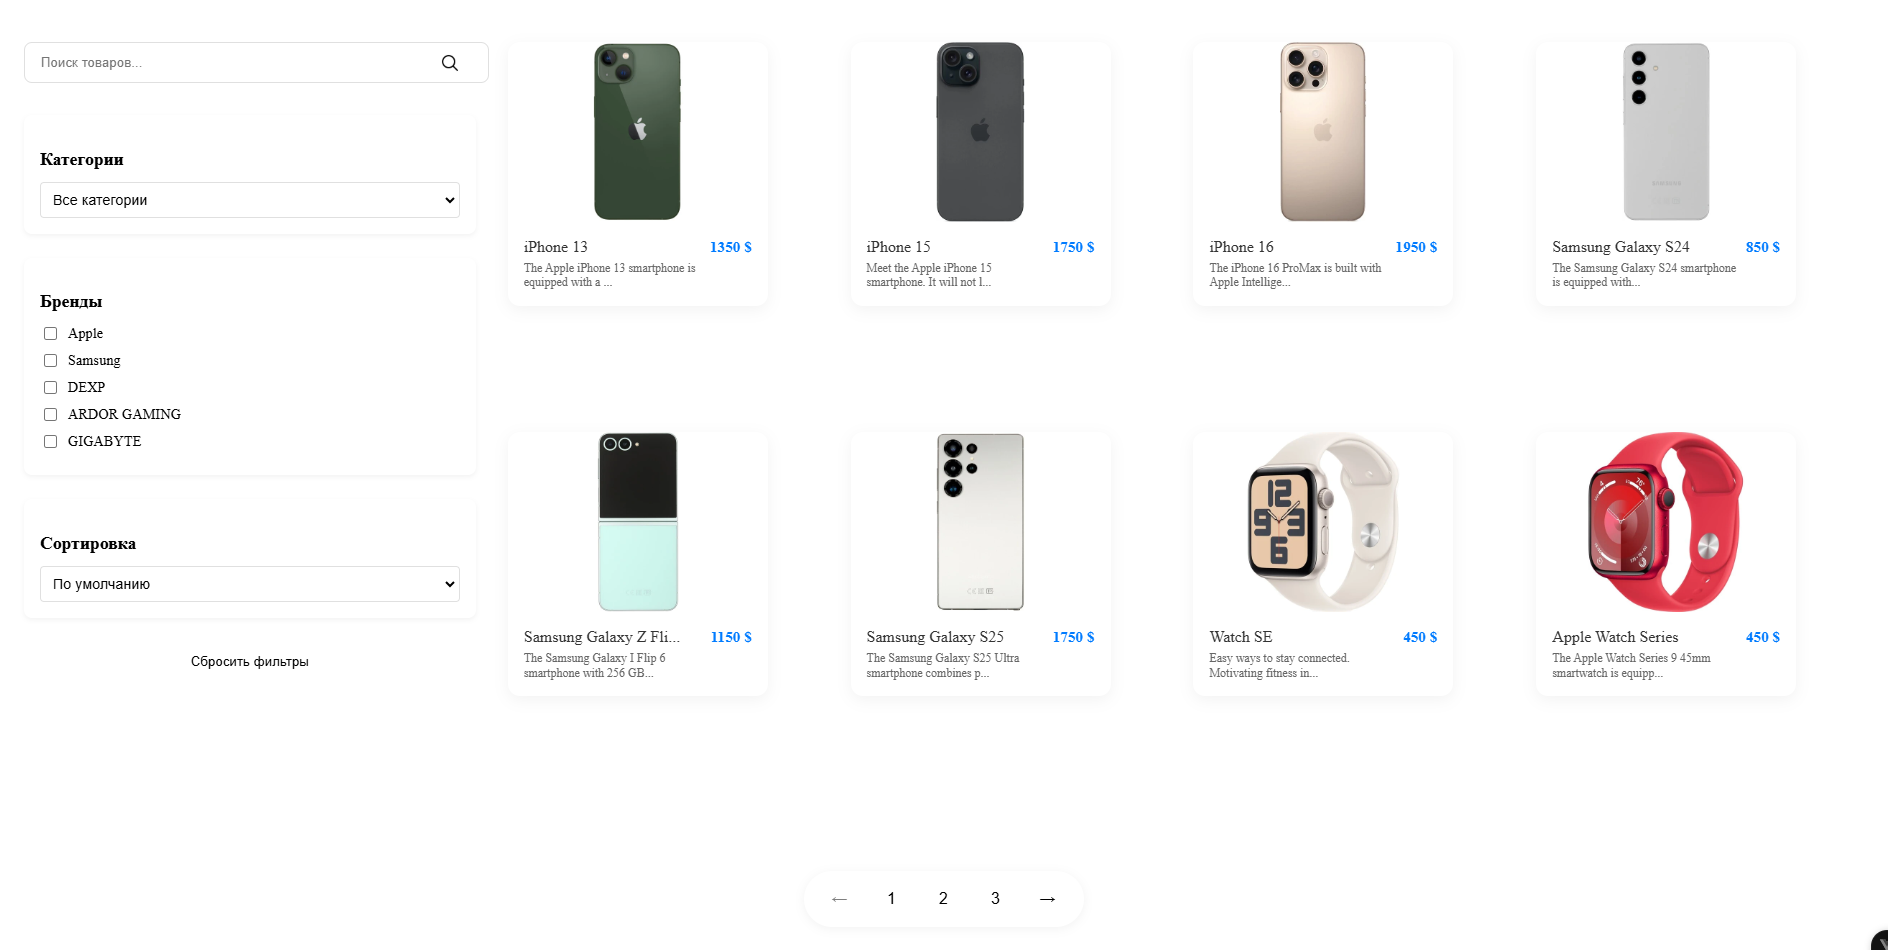 Поиск товаров...
Категории
Все категории
Бренды
Apple
Samsung
DEXP
ARDOR GAMING
GIGABYTE
Сортировка
По умолчанию
Сбросить фильтры
iPhone 13 1350 $
The Apple iPhone 13 smartphone is
equipped with a ...
iPhone 15 1750 $
Meet the Apple iPhone 15
smartphone. It will not l...
iPhone 16 1950 $
The iPhone 16 ProMax is built with
Apple Intellige...
SAMSUNG
Samsung Galaxy S24 850 $
The Samsung Galaxy S24 smartphone
is equipped with...
Samsung Galaxy Z Fli... 1150 $
The Samsung Galaxy I Flip 6
smartphone with 256 GB...
Samsung Galaxy S25 1750 $
The Samsung Galaxy S25 Ultra
smartphone combines p...
12
9 3
6
Watch SE 450 $
Easy ways to stay connected.
Motivating fitness in...
Apple Watch Series 450 $
The Apple Watch Series 9 45mm
smartwatch is equipp...
← 1 2 3 →